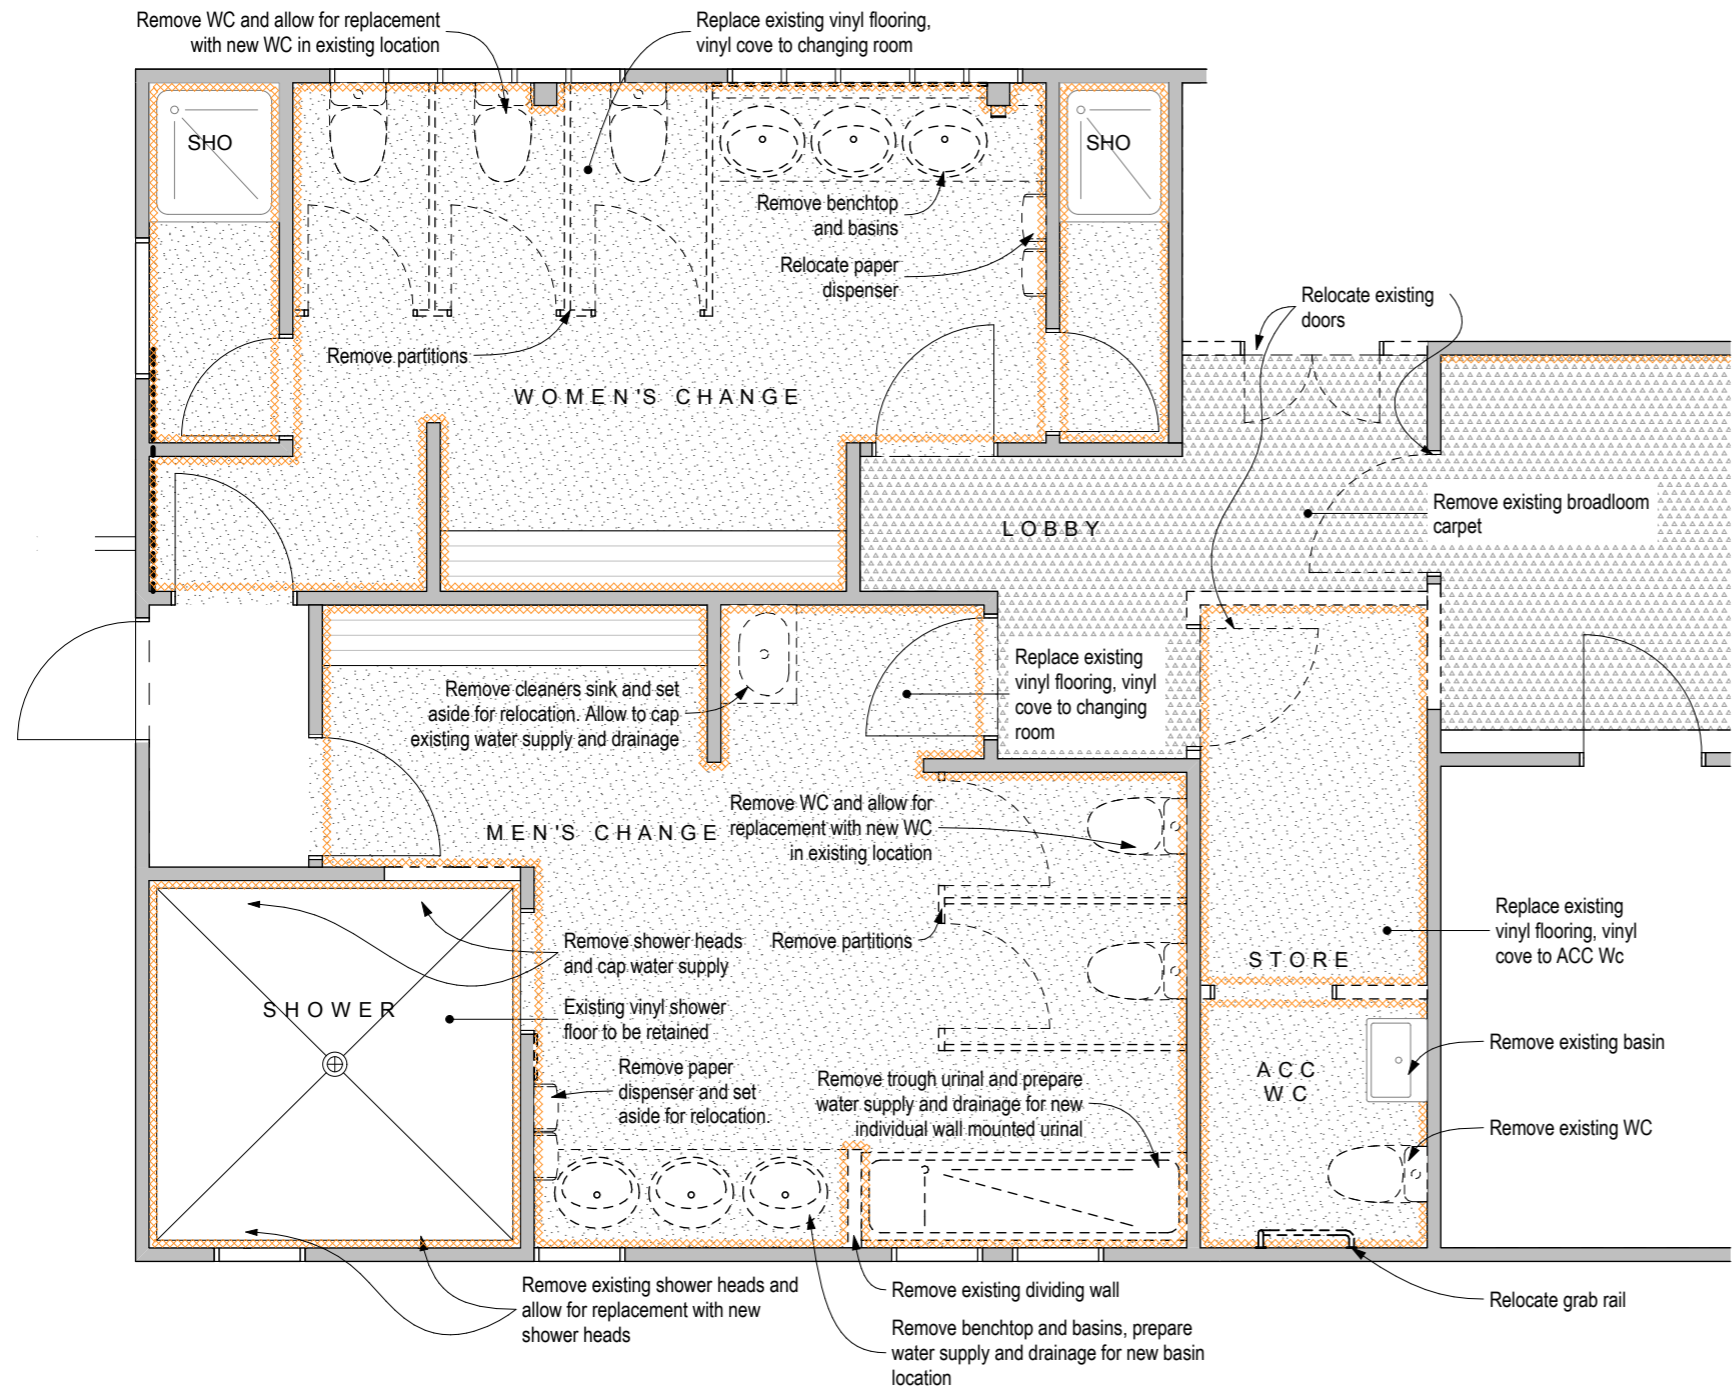 Remove WC and allow for replacement
with new WC in existing location
Replace existing vinyl flooring,
vinyl cove to changing room
SHO
SHO
Remove benchtop
and basins
Relocate paper
dispenser
Relocate existing
doors
Remove partitions
WOMEN'S CHANGE
LOBBY
Remove existing broadloom
carpet
Replace existing
vinyl flooring, vinyl
cove to changing
room
Remove cleaners sink and set
aside for relocation. Allow to cap
existing water supply and drainage
MEN'S CHANGE
Remove WC and allow for
replacement with new WC
in existing location
Remove shower heads
and cap water supply
Remove partitions
STORE
Replace existing
vinyl flooring, vinyl
cove to ACC Wc
SHOWER
Existing vinyl shower
floor to be retained
Remove paper
dispenser and set
aside for relocation.
Remove trough urinal and prepare
water supply and drainage for new
individual wall mounted urinal
ACC
WC
Remove existing basin
Remove existing WC
Remove existing shower heads and
allow for replacement with new
shower heads
Remove existing dividing wall
Remove benchtop and basins, prepare
water supply and drainage for new basin
location
Relocate grab rail